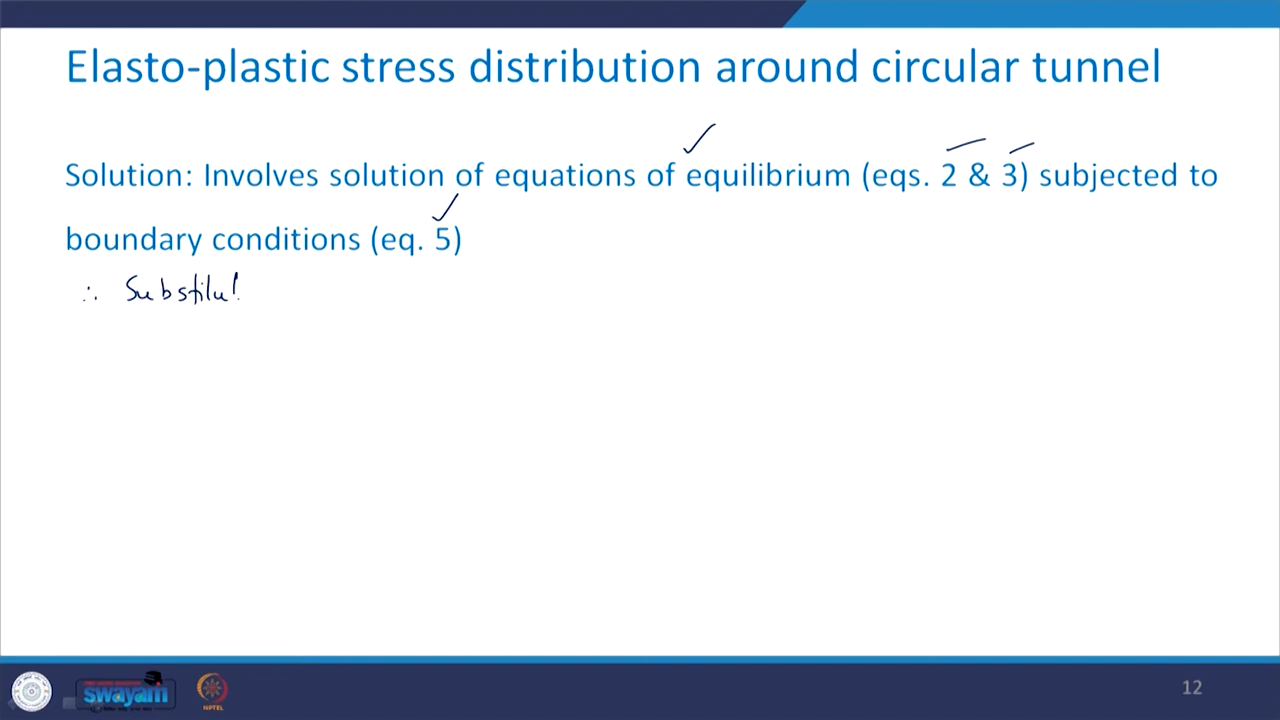 Elasto-plastic stress distribution around circular tunnel
Solution: Involves solution of equations of equilibrium (eqs. 2 & 3) subjected to
boundary conditions (eq. 5)
∴ Substitut
swayam
NPTEL
12